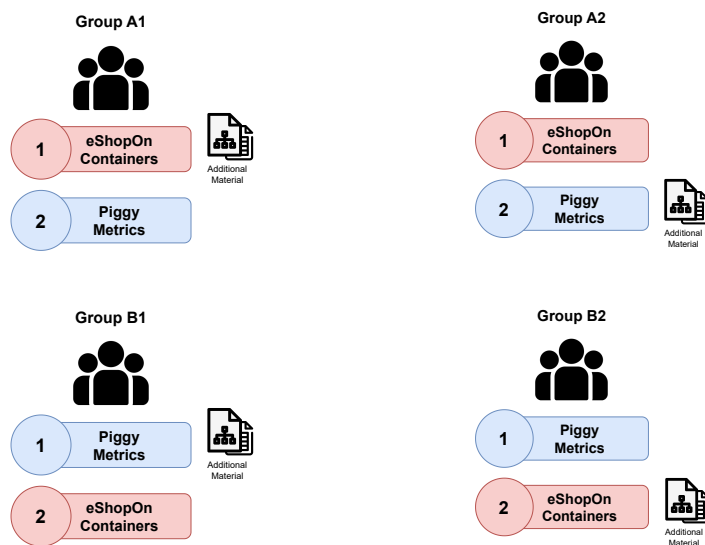 Group A1
1
eShopOn
Containers
Additional
Material
2
Piggy
Metrics
Group A2
1
eShopOn
Containers
2
Piggy
Metrics
Additional
Material
Group B1
1
Piggy
Metrics
Additional
Material
2
eShopOn
Containers
Group B2
1
Piggy
Metrics
2
eShopOn
Containers
Additional
Material